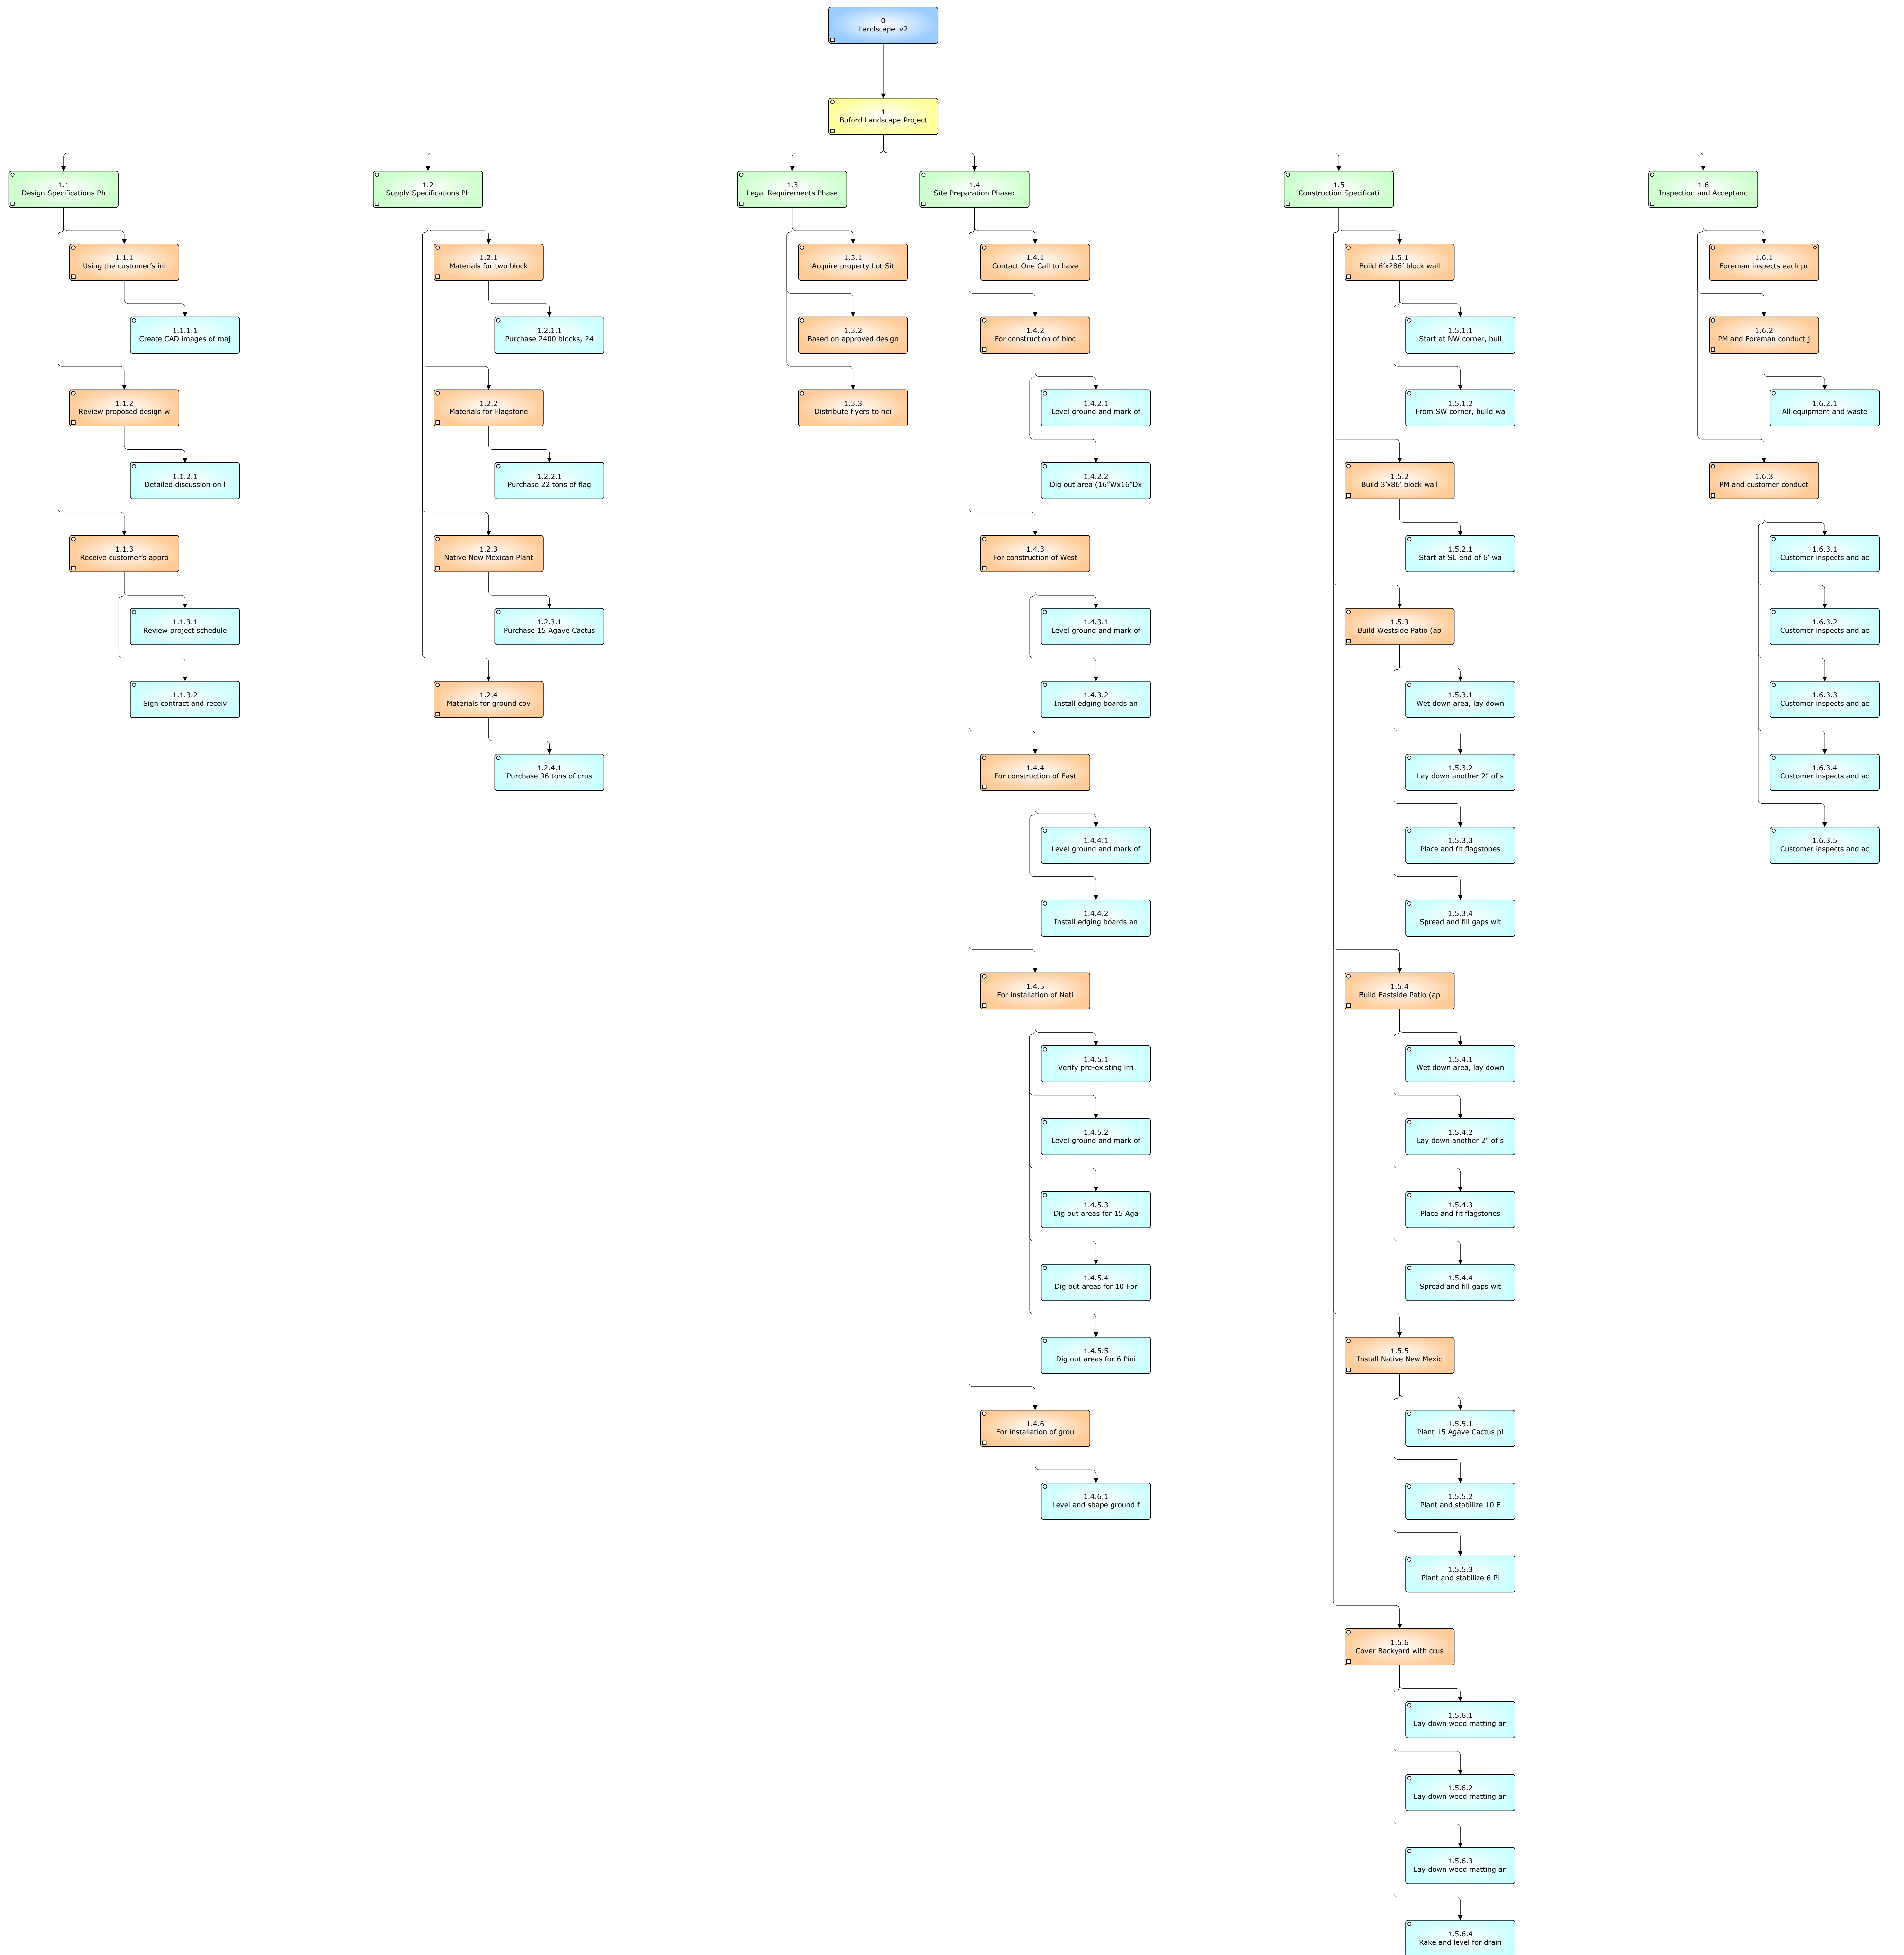 0
Landscape_v2
1
Buford Landscape Project
1.1
Design Specifications Ph
1.1.1
Using the customer’s ini
1.1.1.1
Create CAD images of maj
1.1.2
Review proposed design w
1.1.2.1
Detailed discussion on l
1.1.3
Receive customer’s appro
1.1.3.1
Review project schedule
1.1.3.2
Sign contract and receiv
1.2
Supply Specifications Ph
1.2.1
Materials for two block
1.2.1.1
Purchase 2400 blocks, 24
1.2.2
Materials for Flagstone
1.2.2.1
Purchase 22 tons of flag
1.2.3
Native New Mexican Plant
1.2.3.1
Purchase 15 Agave Cactus
1.2.4
Materials for ground cov
1.2.4.1
Purchase 96 tons of crus
1.3
Legal Requirements Phase
1.3.1
Acquire property Lot Sit
1.3.2
Based on approved design
1.3.3
Distribute flyers to nei
1.4
Site Preparation Phase:
1.4.1
Contact One Call to have
1.4.2
For construction of bloc
1.4.2.1
Level ground and mark of
1.4.2.2
Dig out area (16”Wx16”Dx
1.4.3
For construction of West
1.4.3.1
Level ground and mark of
1.4.3.2
Install edging boards an
1.4.4
For construction of East
1.4.4.1
Level ground and mark of
1.4.4.2
Install edging boards an
1.4.5
For installation of Nati
1.4.5.1
Verify pre-existing irri
1.4.5.2
Level ground and mark of
1.4.5.3
Dig out areas for 15 Aga
1.4.5.4
Dig out areas for 10 For
1.4.5.5
Dig out areas for 6 Pini
1.4.6
For installation of grou
1.4.6.1
Level and shape ground f
1.5
Construction Specificati
1.5.1
Build 6’x286’ block wall
1.5.1.1
Start at NW corner, buil
1.5.1.2
From SW corner, build wa
1.5.2
Build 3’x86’ block wall
1.5.2.1
Start at SE end of 6’ wa
1.5.3
Build Westside Patio (ap
1.5.3.1
Wet down area, lay down
1.5.3.2
Lay down another 2” of s
1.5.3.3
Place and fit flagstones
1.5.3.4
Spread and fill gaps wit
1.5.4
Build Eastside Patio (ap
1.5.4.1
Wet down area, lay down
1.5.4.2
Lay down another 2” of s
1.5.4.3
Place and fit flagstones
1.5.4.4
Spread and fill gaps wit
1.5.5
Install Native New Mexic
1.5.5.1
Plant 15 Agave Cactus pl
1.5.5.2
Plant and stabilize 10 F
1.5.5.3
Plant and stabilize 6 Pi
1.5.6
Cover Backyard with crus
1.5.6.1
Lay down weed matting an
1.5.6.2
Lay down weed matting an
1.5.6.3
Lay down weed matting an
1.5.6.4
Rake and level for drain
1.6
Inspection and Acceptanc
1.6.1
Foreman inspects each pr
1.6.2
PM and Foreman conduct j
1.6.2.1
All equipment and waste
1.6.3
PM and customer conduct
1.6.3.1
Customer inspects and ac
1.6.3.2
Customer inspects and ac
1.6.3.3
Customer inspects and ac
1.6.3.4
Customer inspects and ac
1.6.3.5
Customer inspects and ac